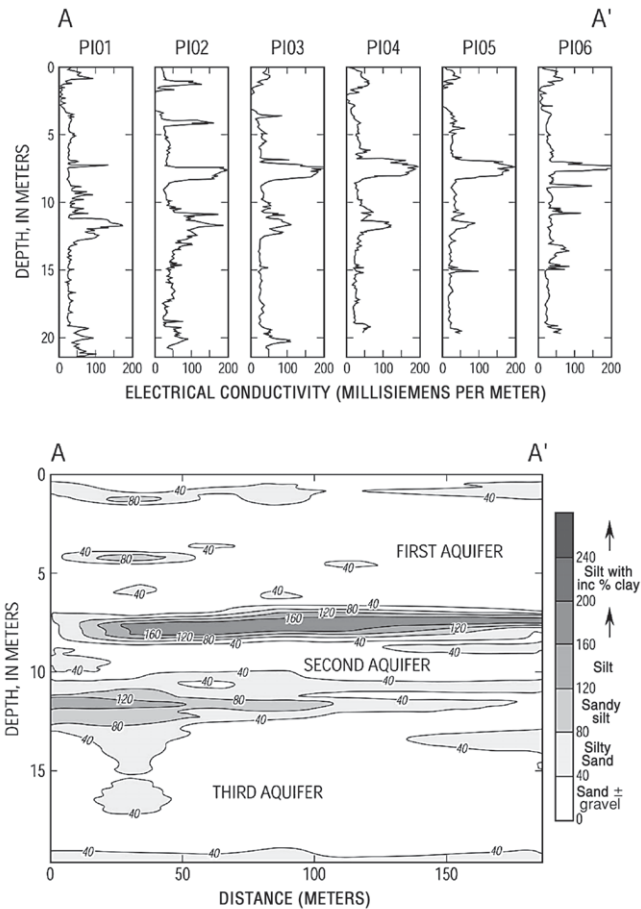 A A'
PI01 PI02 PI03 PI04 PI05 PI06
0
5
10
15
20
DEPTH, IN METERS
0 100 200 0 100 200 0 100 200 0 100 200 0 100 200 0 100 200
ELECTRICAL CONDUCTIVITY (MILLISIEMENS PER METER)
A A'
0
5
10
15
DEPTH, IN METERS
40 40 40
80
FIRST AQUIFER
40
40 80
40
40 40
40
80
120
160
160 120 80 40 120
40
SECOND AQUIFER
40
40 40 40
120
80 40
80 40
40 40
THIRD AQUIFER
40
40 40 40
0 50 100 150
DISTANCE (METERS)
240
Silt with
inc % clay
200
160
Silt
120
Sandy
silt
80
Silty
Sand
40
Sand ±
gravel
0